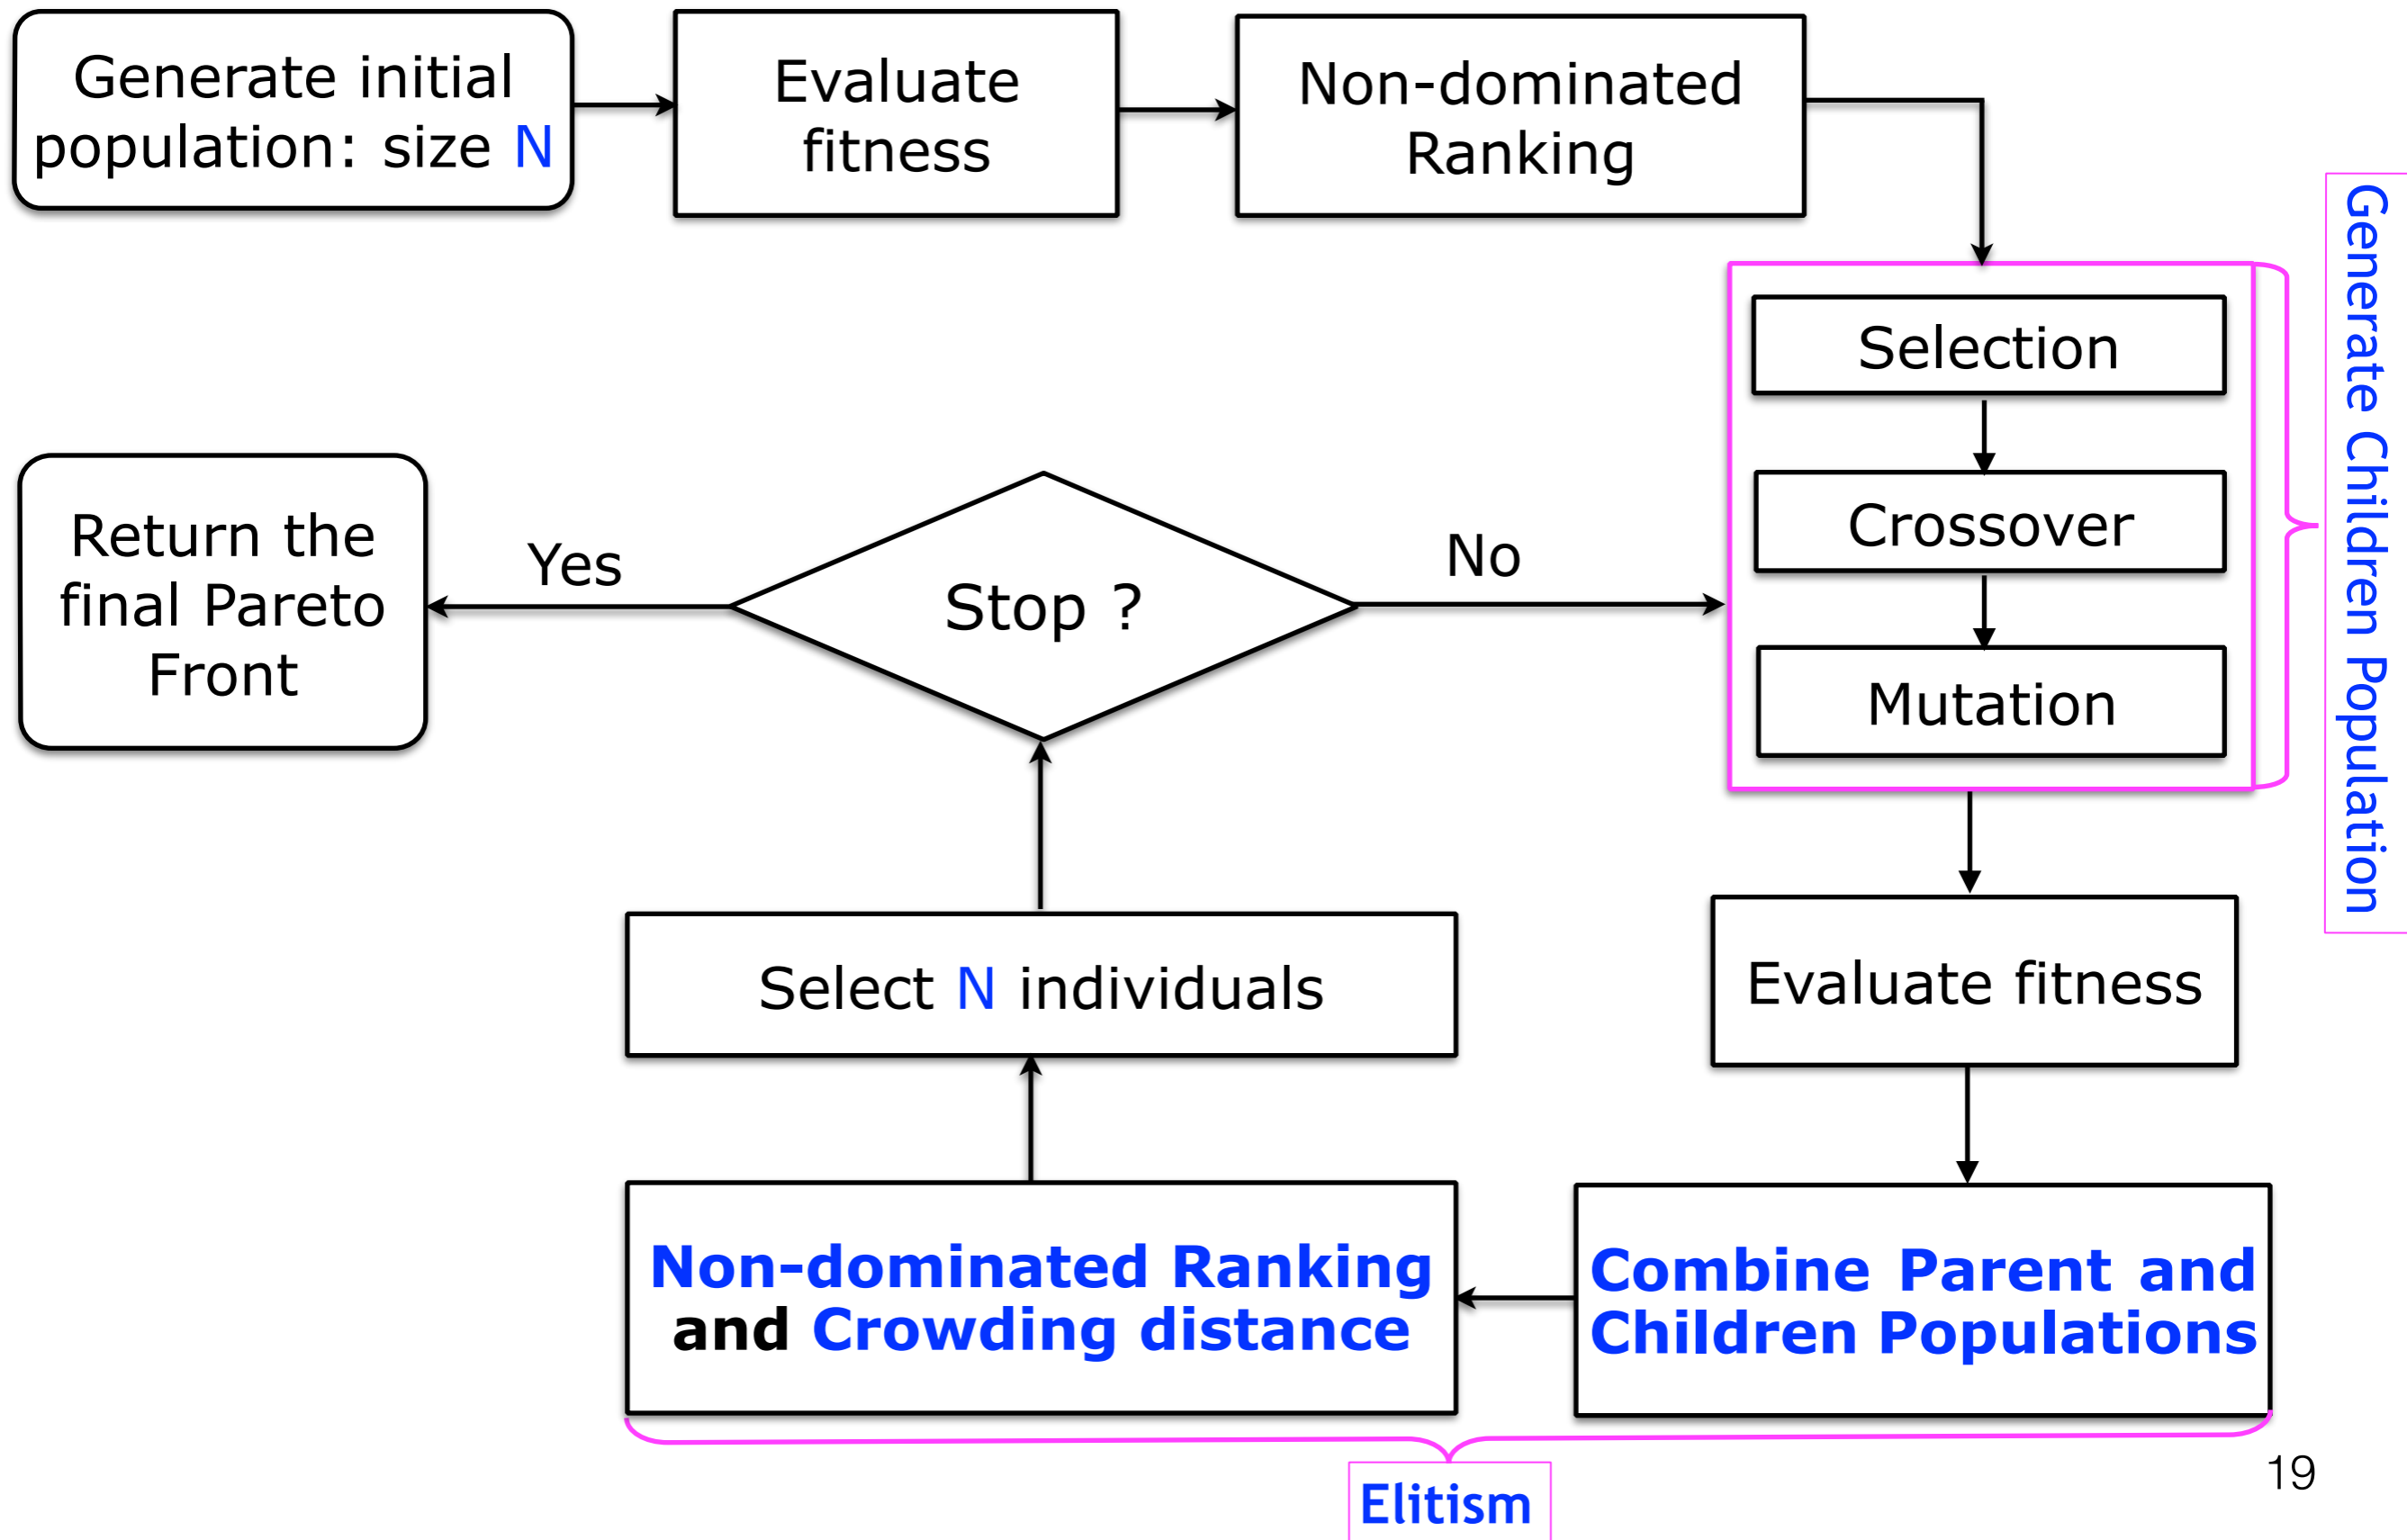 Generate initial
population: size N
Evaluate
fitness
Non-dominated
Ranking
Generate Children Population
Selection
Crossover
Mutation
Return the
final Pareto
Front
Yes
Stop ?
No
Select N individuals
Evaluate fitness
Non-dominated Ranking
and Crowding distance
Combine Parent and
Children Populations
Elitism
19